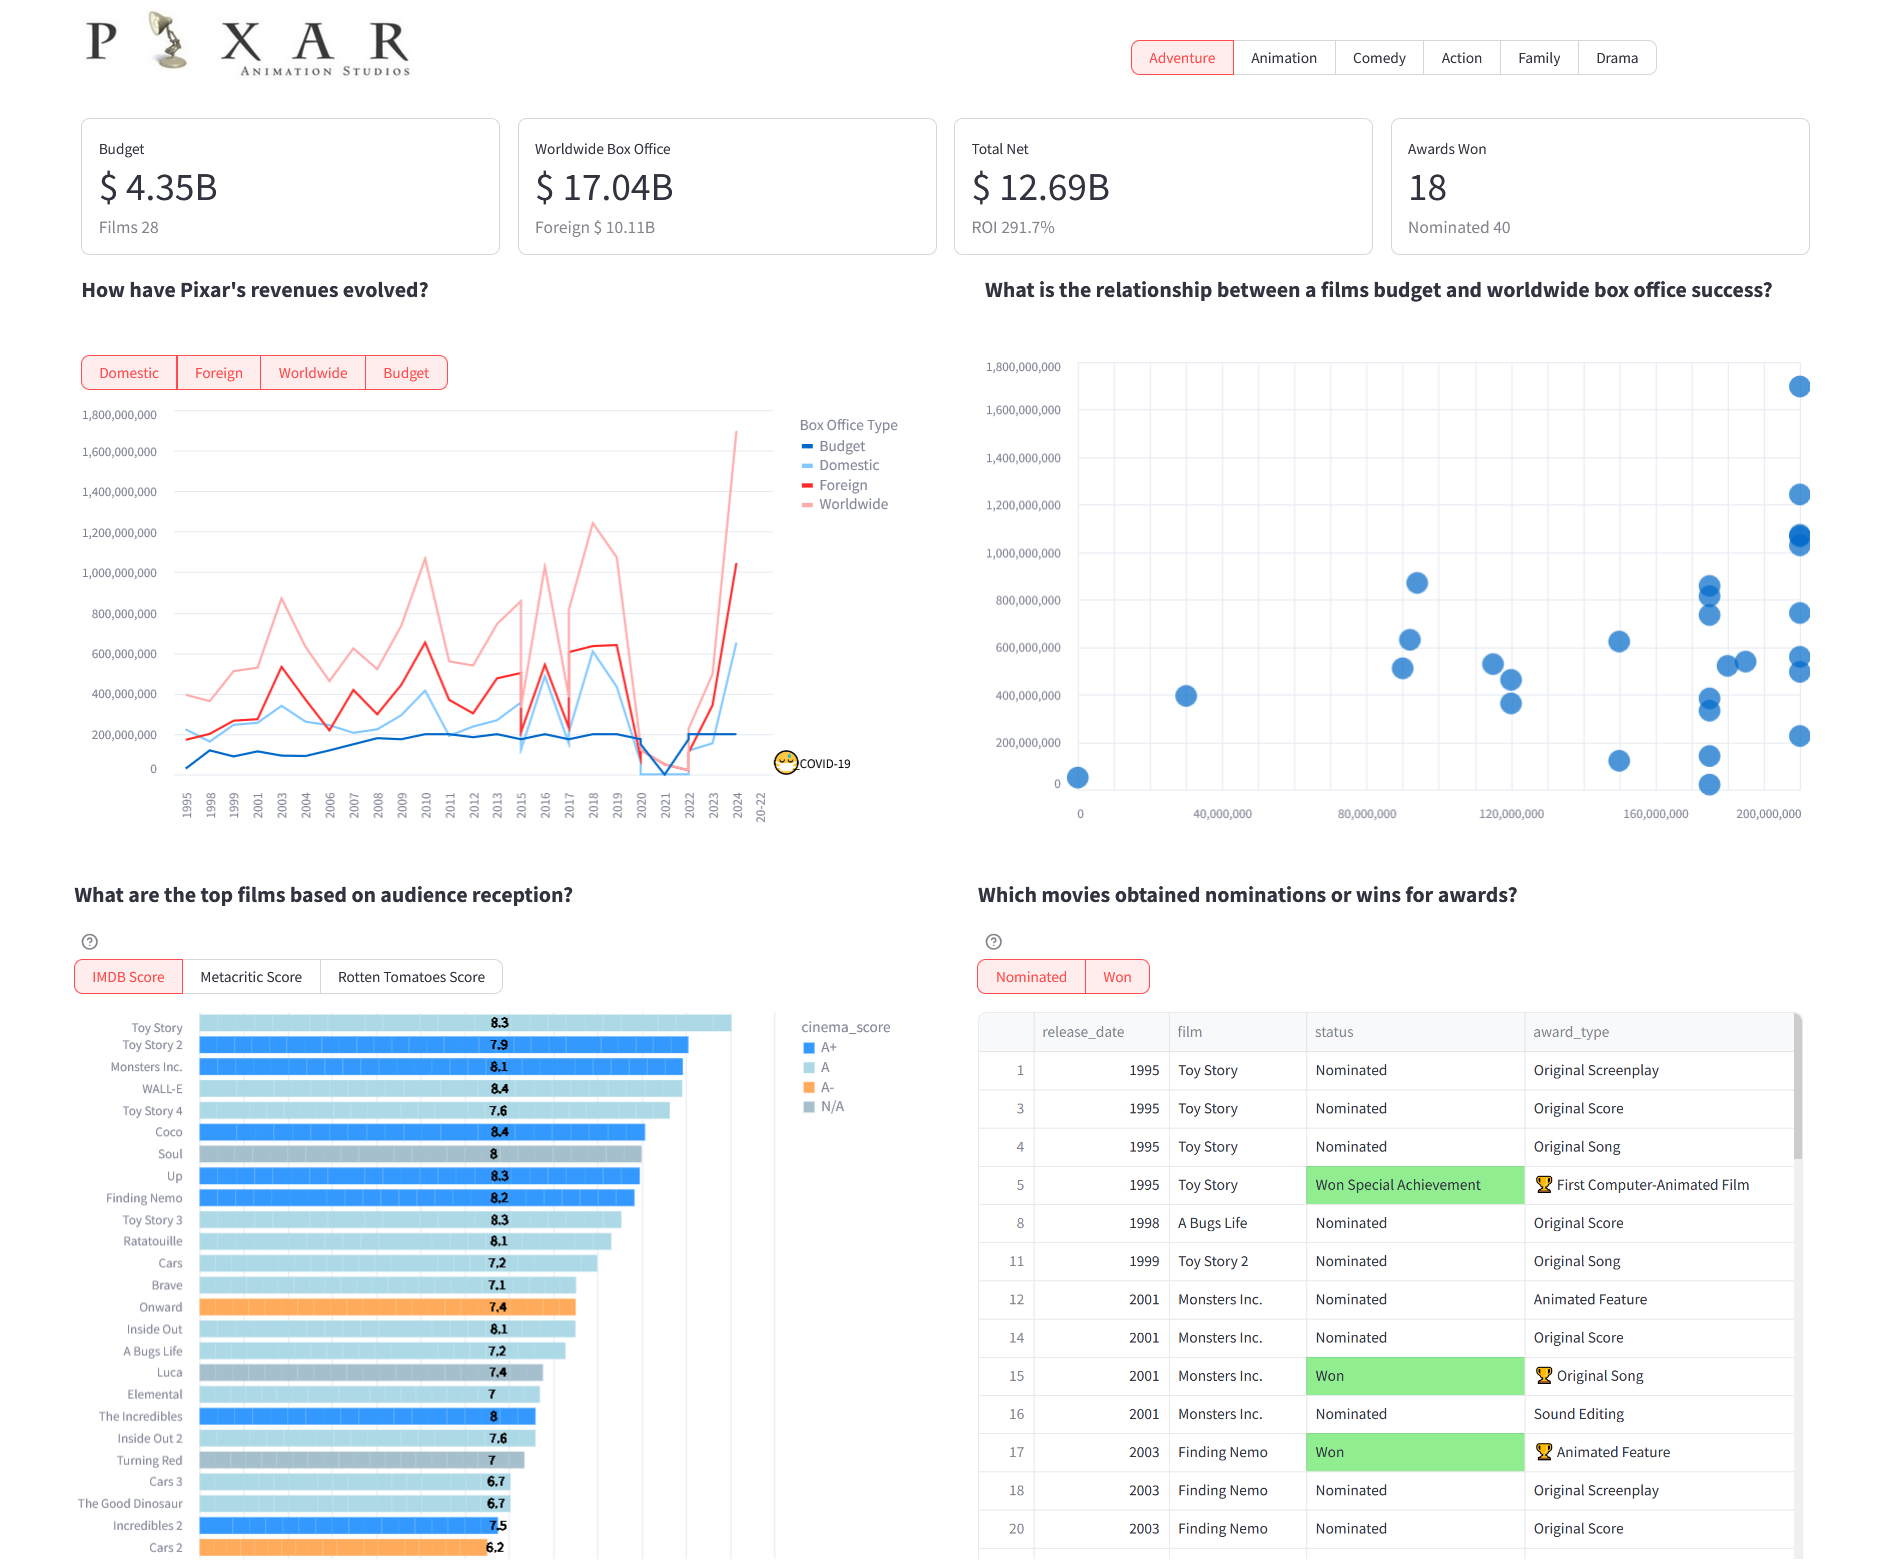 P XAR
ANIMATION STUDIOS
Adventure Animation Comedy Action Family Drama
Budget
$ 4.35B
Films 28
Worldwide Box Office
$ 17.04B
Foreign $ 10.11B
Total Net
$ 12.69B
ROI 291.7%
Awards Won
18
Nominated 40
How have Pixar's revenues evolved?
Domestic Foreign Worldwide Budget
1,800,000,000
1,600,000,000
1,400,000,000
1,200,000,000
1,000,000,000
800,000,000
600,000,000
400,000,000
200,000,000
0
1995 1998 1999 2001 2003 2004 2006 2007 2008 2009 2010 2011 2012 2013 2015 2016 2017 2018 2019 2020 2021 2022 2023 2024 20-22
Box Office Type
Budget
Domestic
Foreign
Worldwide
COVID-19
What is the relationship between a films budget and worldwide box office success?
1,800,000,000
1,600,000,000
1,400,000,000
1,200,000,000
1,000,000,000
800,000,000
600,000,000
400,000,000
200,000,000
0
0 40,000,000 80,000,000 120,000,000 160,000,000 200,000,000
What are the top films based on audience reception?
?
IMDB Score Metacritic Score Rotten Tomatoes Score
Toy Story 8.3
Toy Story 2 7.9
Monsters Inc. 8.1
WALL-E 8.4
Toy Story 4 7.6
Coco 8.4
Soul 8
Up 8.3
Finding Nemo 8.2
Toy Story 3 8.3
Ratatouille 8.1
Cars 7.2
Brave 7.1
Onward 7.4
Inside Out 8.1
A Bugs Life 7.2
Luca 7.4
Elemental 7
The Incredibles 8
Inside Out 2 7.6
Turning Red 7
Cars 3 6.7
The Good Dinosaur 6.7
Incredibles 2 7.5
Cars 2 6.2
cinema_score
A+
A
A-
N/A
Which movies obtained nominations or wins for awards?
?
Nominated Won
release_date film status award_type
1 1995 Toy Story Nominated Original Screenplay
3 1995 Toy Story Nominated Original Score
4 1995 Toy Story Nominated Original Song
5 1995 Toy Story Won Special Achievement 🏆 First Computer-Animated Film
8 1998 A Bugs Life Nominated Original Score
11 1999 Toy Story 2 Nominated Original Song
12 2001 Monsters Inc. Nominated Animated Feature
14 2001 Monsters Inc. Nominated Original Score
15 2001 Monsters Inc. Won 🏆 Original Song
16 2001 Monsters Inc. Nominated Sound Editing
17 2003 Finding Nemo Won 🏆 Animated Feature
18 2003 Finding Nemo Nominated Original Screenplay
20 2003 Finding Nemo Nominated Original Score